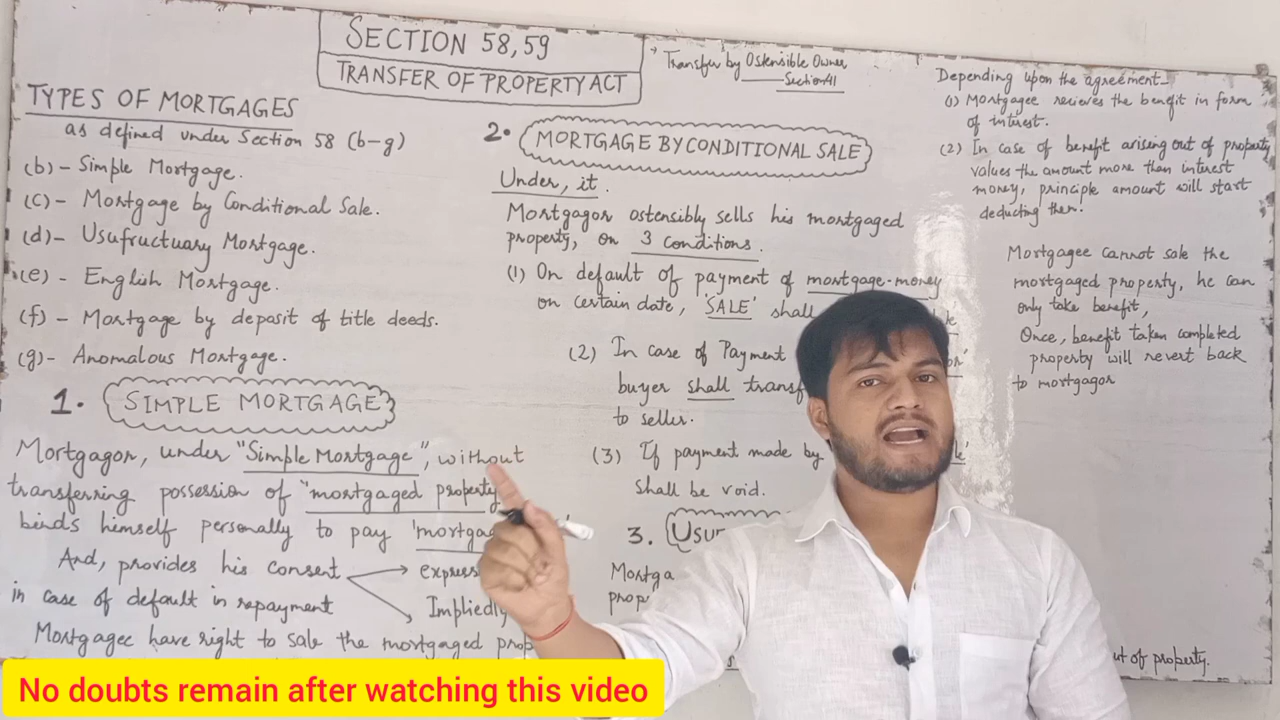 SECTION 58,59
TRANSFER OF PROPERTY ACT
Transfer by Ostensible Owner
Section 41
TYPES OF MORTGAGES
as defined under Section 58 (b-g)
(b) - Simple Mortgage.
(c) - Mortgage by Conditional Sale.
(d) - Usufructuary Mortgage.
(e) - English Mortgage.
(f) - Mortgage by deposit of title deeds.
(g) - Anomalous Mortgage.
1. SIMPLE MORTGAGE
Mortgagor, under "Simple Mortgage", without
transferring possession of "mortgaged property
binds himself personally to pay 'mortga
And, provides his consent
express
in case of default in repayment
Impliedly
Mortgagee have right to sale the mortgaged prop
2. MORTGAGE BY CONDITIONAL SALE
Under, it.
Mortgagor ostensibly sells his mortgaged
property, on 3 conditions.
(1) On default of payment of mortgage-money
on certain date, 'SALE' shall
(2) In case of Payment
buyer shall transf
to seller.
(3) If payment made by
shall be void.
3. USUF
Mortga
prop
ut of property.
Depending upon the agreement-
(1) Mortgagee recieves the benefit in form
of interest.
(2) In case of benefit arising out of property
values the amount more than interest
money, principle amount will start
deducting then.
Mortgagee cannot sale the
mortgaged property, he can
only take benefit,
Once, benefit taken completed
property will revert back
to mortgagor
No doubts remain after watching this video